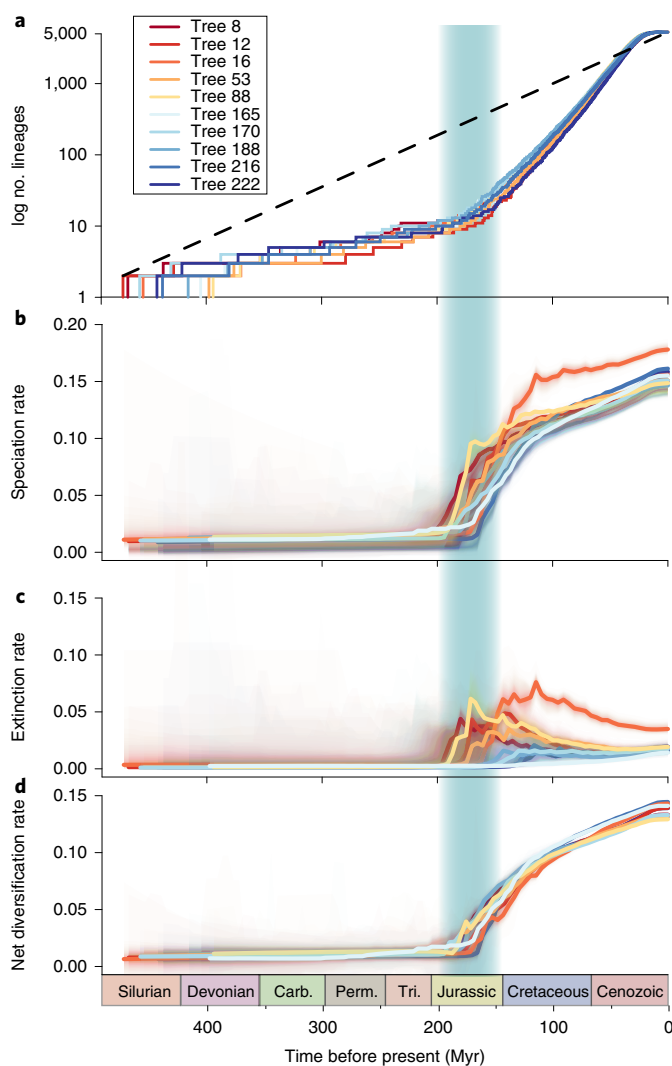 a
5,000
1,000
100
10
1
log no. lineages
Tree 8
Tree 12
Tree 16
Tree 53
Tree 88
Tree 165
Tree 170
Tree 188
Tree 216
Tree 222
b
0.20
0.15
0.10
0.05
0.00
Speciation rate
c
0.15
0.10
0.05
0.00
Extinction rate
d
0.15
0.10
0.05
0.00
Net diversification rate
Silurian Devonian Carb. Perm. Tri. Jurassic Cretaceous Cenozoic
400 300 200 100 0
Time before present (Myr)